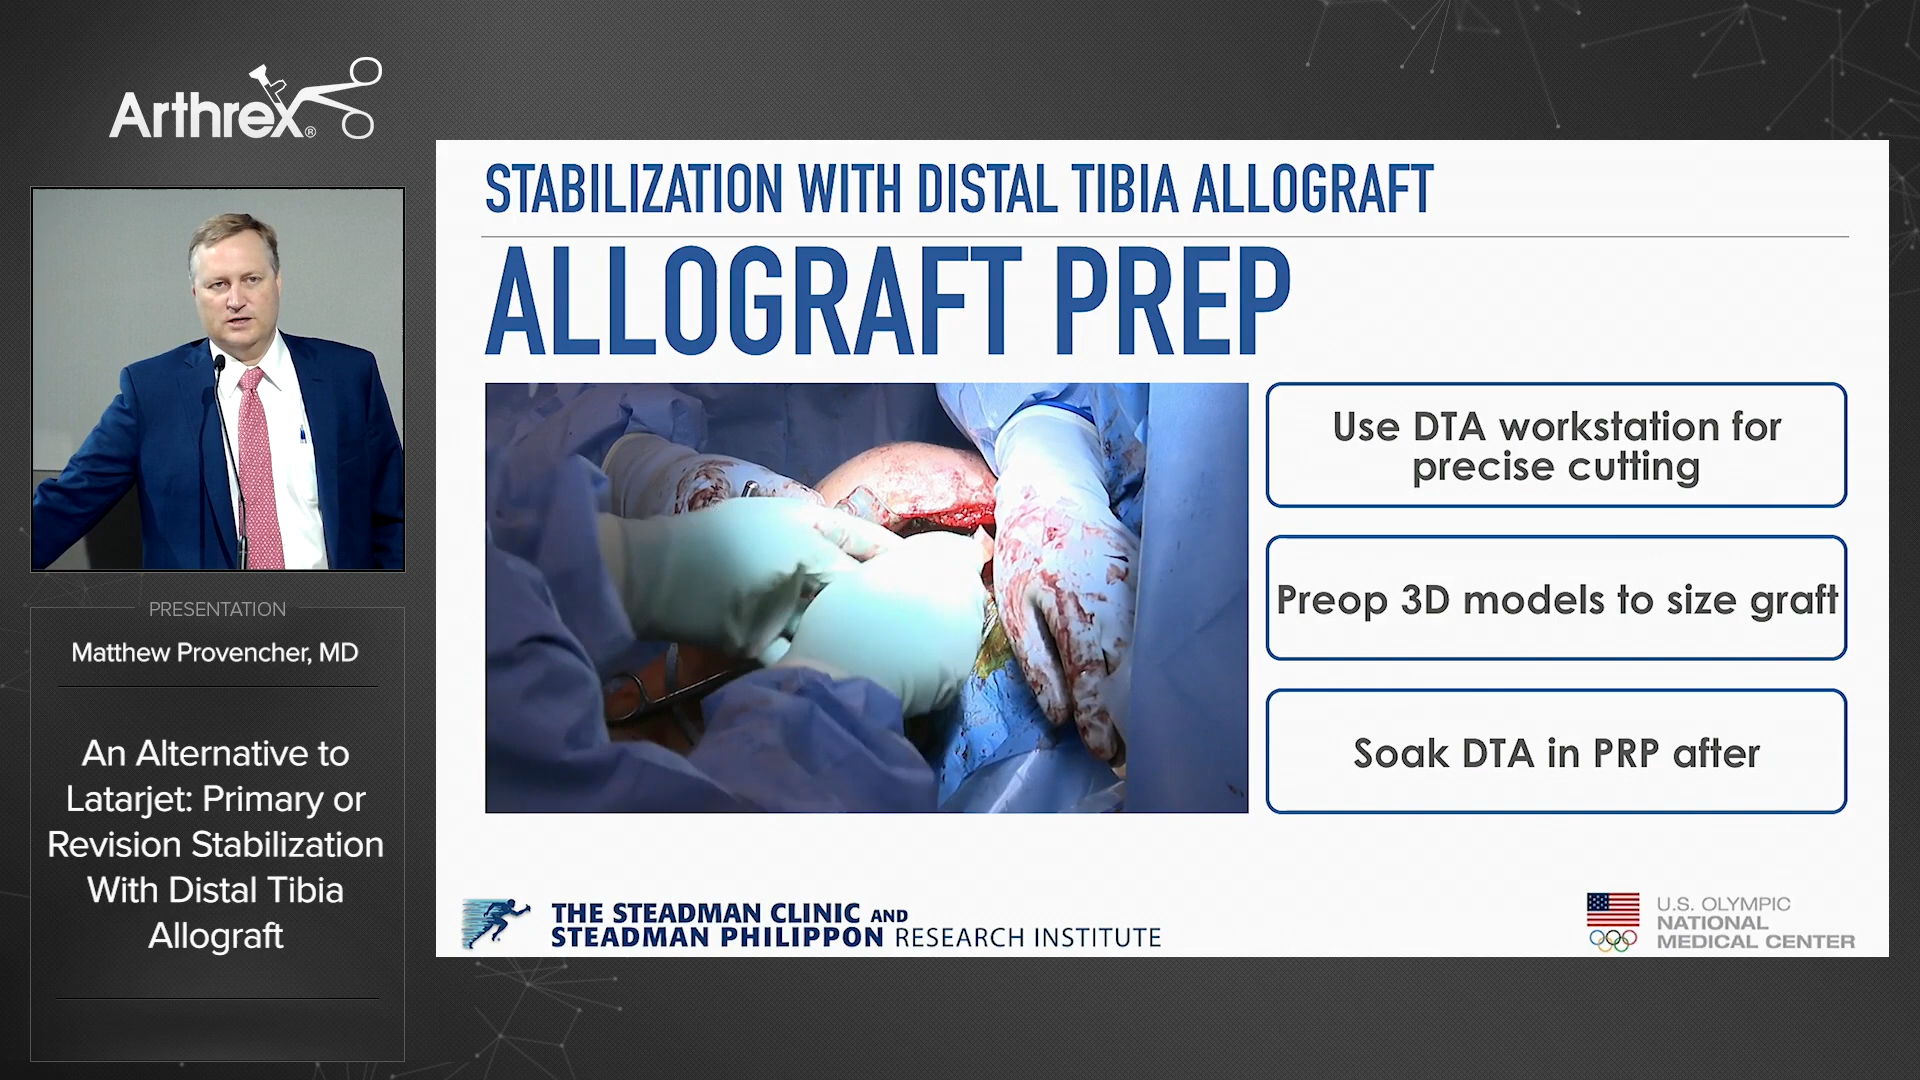 Arthrex®
PRESENTATION
Matthew Provencher, MD
An Alternative to
Latarjet: Primary or
Revision Stabilization
With Distal Tibia
Allograft
STABILIZATION WITH DISTAL TIBIA ALLOGRAFT
ALLOGRAFT PREP
Use DTA workstation for
precise cutting
Preop 3D models to size graft
Soak DTA in PRP after
THE STEADMAN CLINIC AND
STEADMAN PHILIPPON RESEARCH INSTITUTE
U.S. OLYMPIC
NATIONAL
MEDICAL CENTER